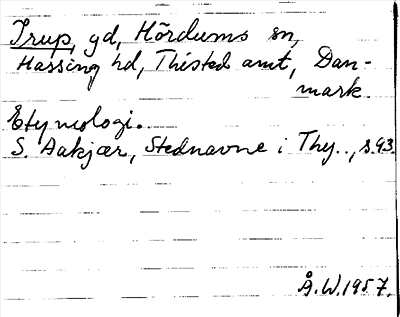 Irup, gd, Hördums sn,
Hassing hd, Thisted amt, Dan-
mark.
Etymologi.
S. Aakjær, Stednavne i Thy.., s. 93.
Å.W. 1957.